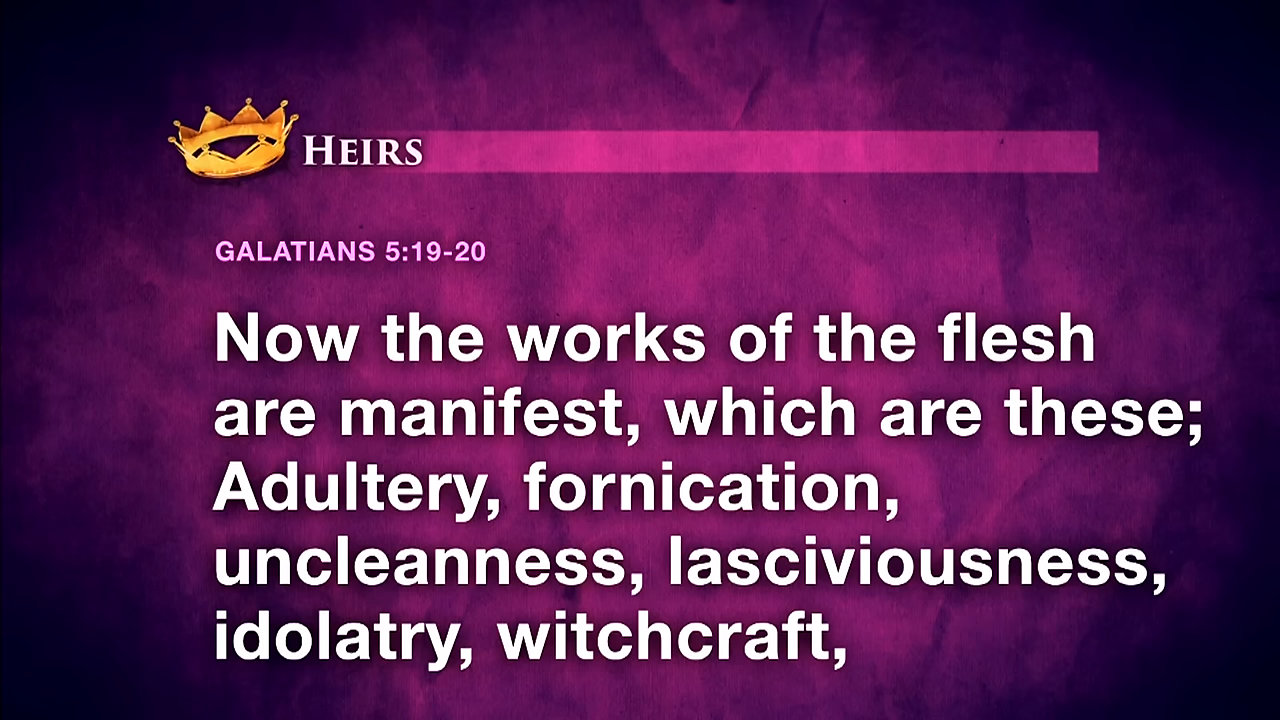 Heirs
GALATIANS 5:19-20
Now the works of the flesh
are manifest, which are these;
Adultery, fornication,
uncleanness, lasciviousness,
idolatry, witchcraft,